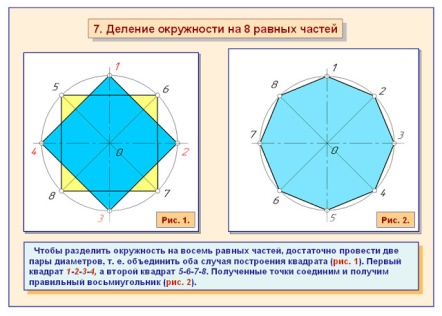 7. Деление окружности на 8 равных частей
1
5
6
4
0
2
8
7
3
Рис. 1.
1
8
2
7
3
0
6
4
5
Рис. 2.
Чтобы разделить окружность на восемь равных частей, достаточно провести две
пары диаметров, т. е. объединить оба случая построения квадрата (рис. 1). Первый
квадрат 1-2-3-4, а второй квадрат 5-6-7-8. Полученные точки соединим и получим
правильный восьмиугольник (рис. 2).